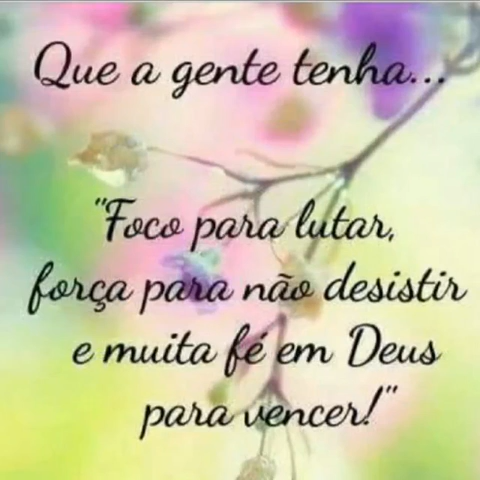 Que a gente tenha...
"Foco para lutar,
força para não desistir
e muita fé em Deus
para vencer!"